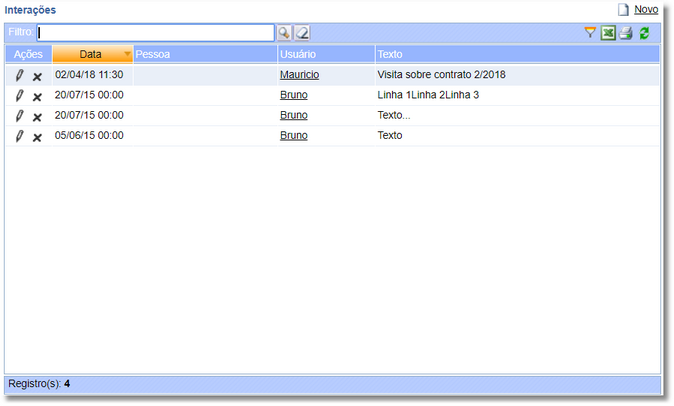 Interações Novo
Filtro:
Ações Data Pessoa Usuário Texto
02/04/18 11:30 Mauricio Visita sobre contrato 2/2018
20/07/15 00:00 Bruno Linha 1Linha 2Linha 3
20/07/15 00:00 Bruno Texto...
05/06/15 00:00 Bruno Texto
Registro(s): 4